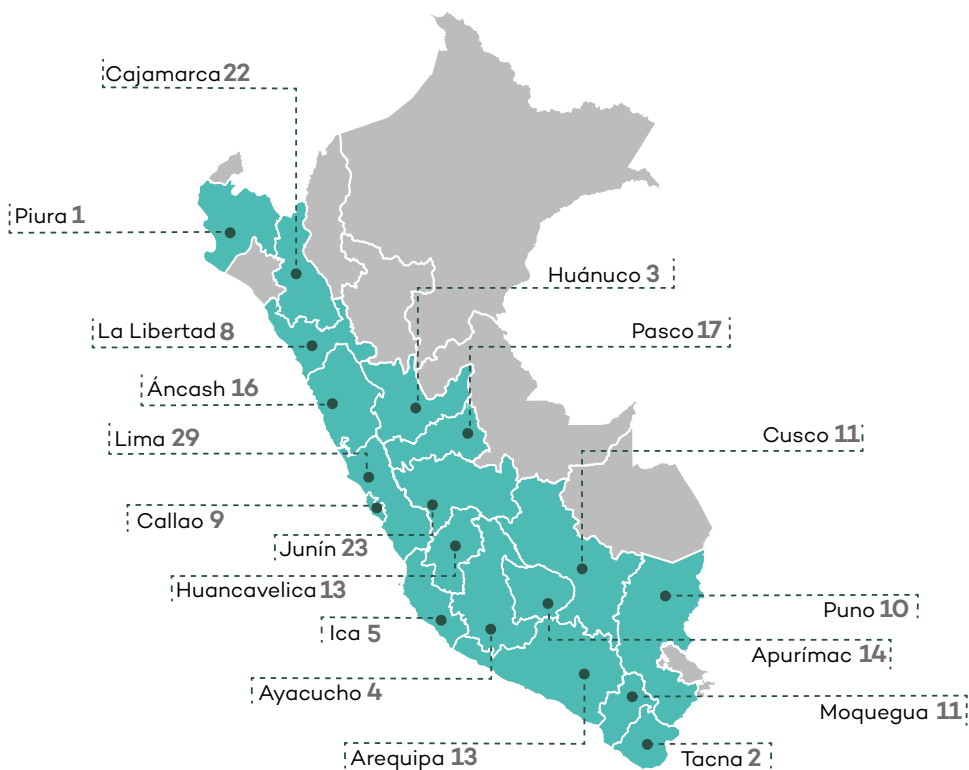 Cajamarca 22
Piura 1
Huánuco 3
La Libertad 8
Pasco 17
Áncash 16
Lima 29
Cusco 11
Callao 9
Junín 23
Huancavelica 13
Puno 10
Ica 5
Apurímac 14
Ayacucho 4
Moquegua 11
Arequipa 13
Tacna 2